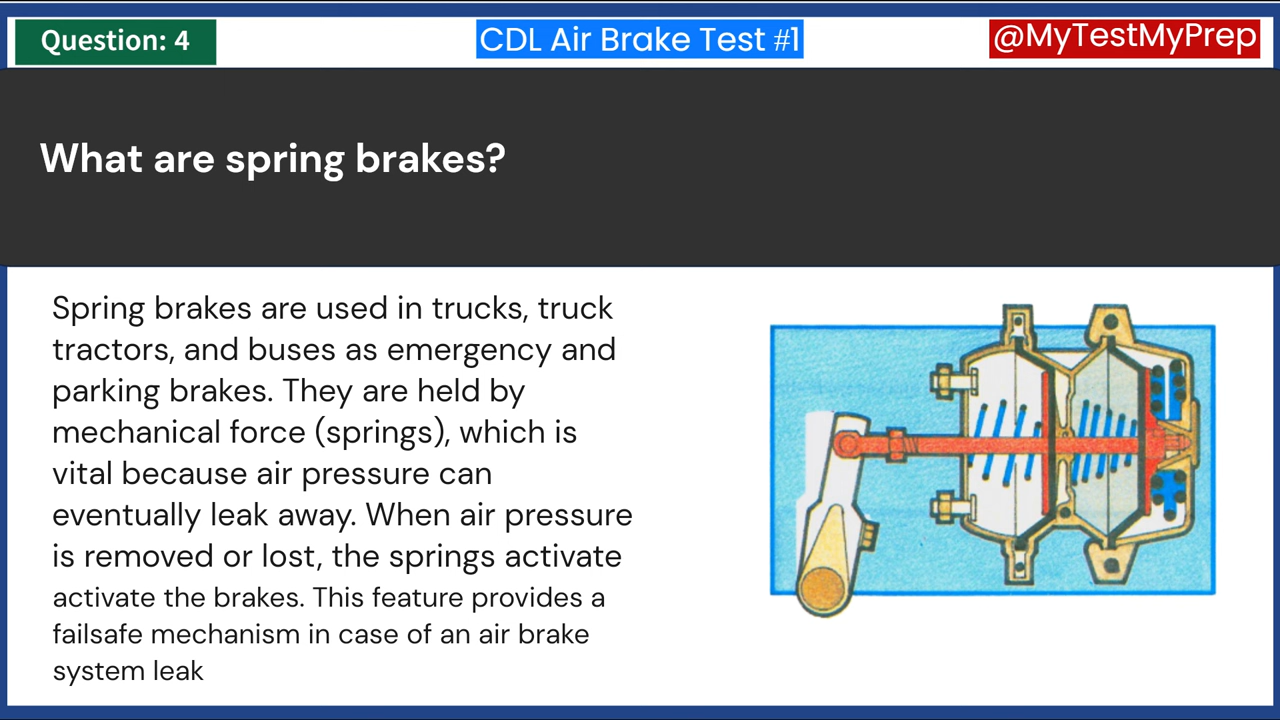 Question: 4
CDL Air Brake Test #1
@MyTestMyPrep
What are spring brakes?
Spring brakes are used in trucks, truck
tractors, and buses as emergency and
parking brakes. They are held by
mechanical force (springs), which is
vital because air pressure can
eventually leak away. When air pressure
is removed or lost, the springs activate
activate the brakes. This feature provides a
failsafe mechanism in case of an air brake
system leak